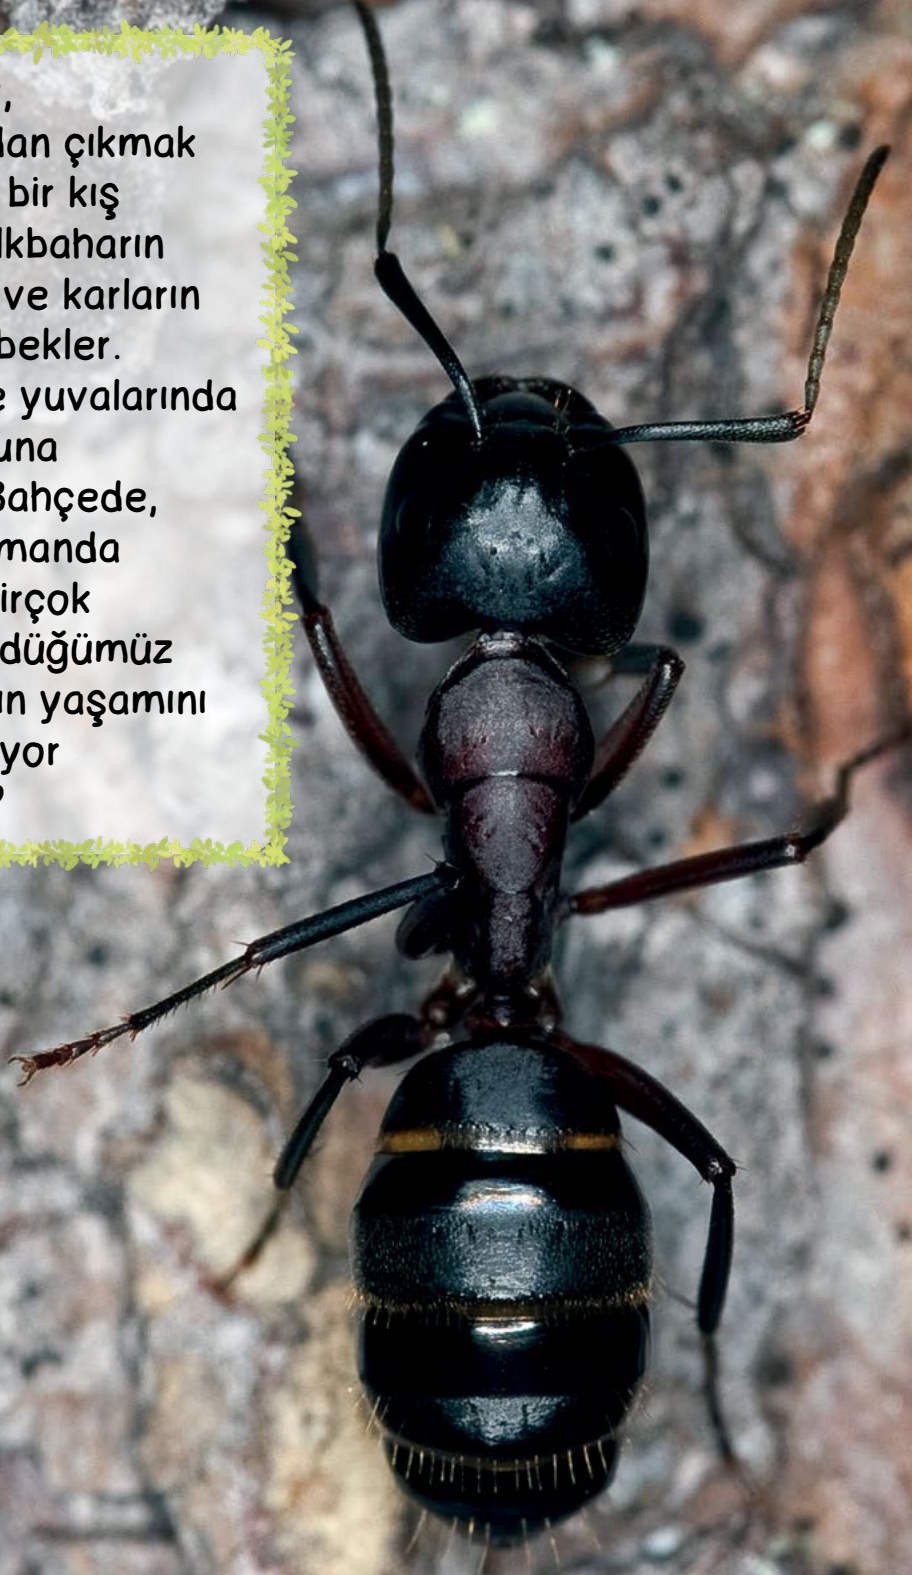 ,
dan çıkmak
bir kış
lkbaharın
ve karların
bekler.
e yuvalarında
una
Bahçede,
manda
irçok
düğümüz
ın yaşamını
yor
?